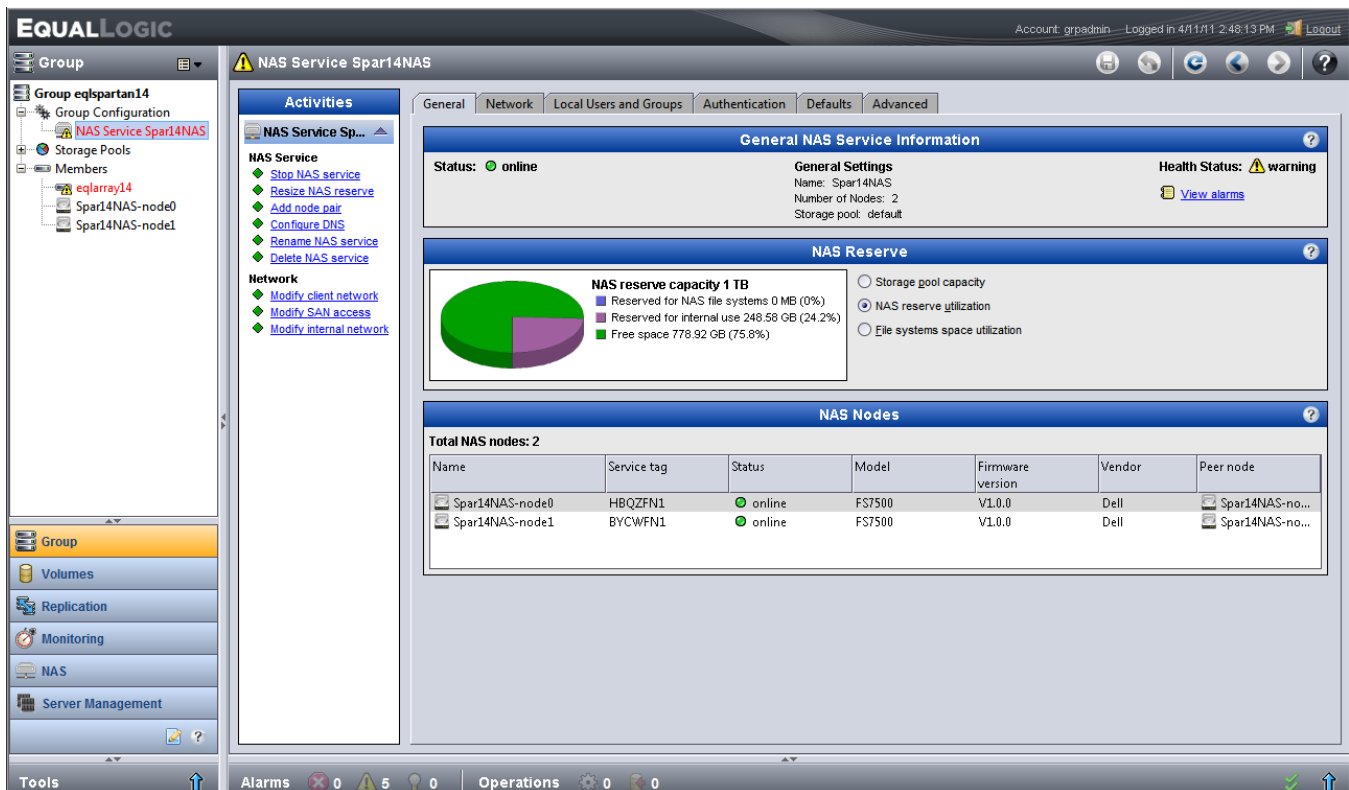 EQUALLOGIC
Account: grpadmin Logged in 4/11/11 2:48:13 PM Logout
Group
NAS Service Spar14NAS
Group eqlspartan14
Group Configuration
NAS Service Spar14NAS
Storage Pools
Members
eqlarray14
Spar14NAS-node0
Spar14NAS-node1
Group
Volumes
Replication
Monitoring
NAS
Server Management
Tools
Activities
NAS Service Sp...
NAS Service
Stop NAS service
Resize NAS reserve
Add node pair
Configure DNS
Rename NAS service
Delete NAS service
Network
Modify client network
Modify SAN access
Modify internal network
General Network Local Users and Groups Authentication Defaults Advanced
General NAS Service Information
Status: online
General Settings
Name: Spar14NAS
Number of Nodes: 2
Storage pool: default
Health Status: warning
View alarms
NAS Reserve
NAS reserve capacity 1 TB
Reserved for NAS file systems 0 MB (0%)
Reserved for internal use 248.58 GB (24.2%)
Free space 778.92 GB (75.8%)
Storage pool capacity
NAS reserve utilization
File systems space utilization
NAS Nodes
Total NAS nodes: 2
Name Service tag Status Model Firmware version Vendor Peer node
Spar14NAS-node0 HBQZFN1 online FS7500 V1.0.0 Dell Spar14NAS-no...
Spar14NAS-node1 BYCWFN1 online FS7500 V1.0.0 Dell Spar14NAS-no...
Alarms 0 5 0 Operations 0 0